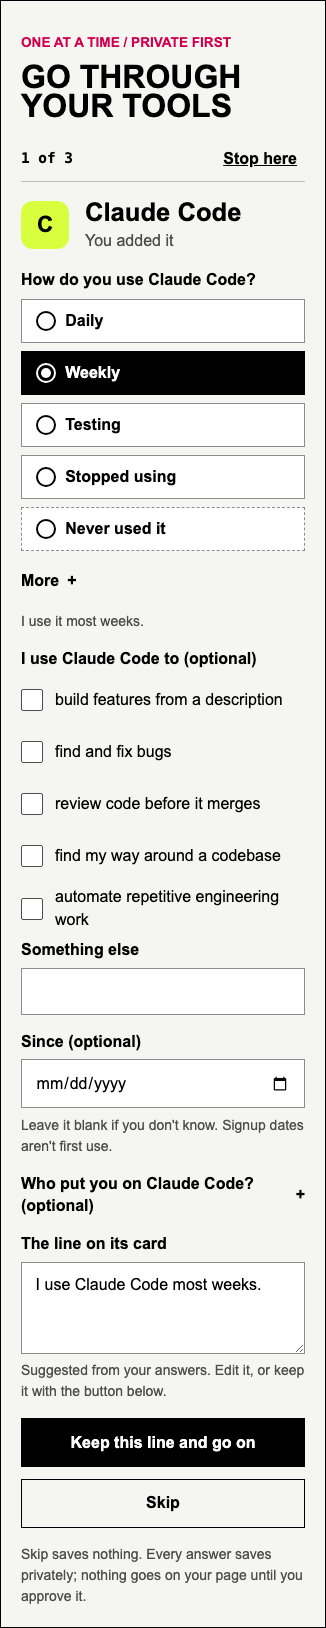 ONE AT A TIME / PRIVATE FIRST
GO THROUGH
YOUR TOOLS
1 of 3
Stop here
C
Claude Code
You added it
How do you use Claude Code?
Daily
Weekly
Testing
Stopped using
Never used it
More +
I use it most weeks.
I use Claude Code to (optional)
build features from a description
find and fix bugs
review code before it merges
find my way around a codebase
automate repetitive engineering
work
Something else
Since (optional)
mm/dd/yyyy
Leave it blank if you don't know. Signup dates
aren't first use.
Who put you on Claude Code? +
(optional)
The line on its card
I use Claude Code most weeks.
Suggested from your answers. Edit it, or keep
it with the button below.
Keep this line and go on
Skip
Skip saves nothing. Every answer saves
privately; nothing goes on your page until you
approve it.